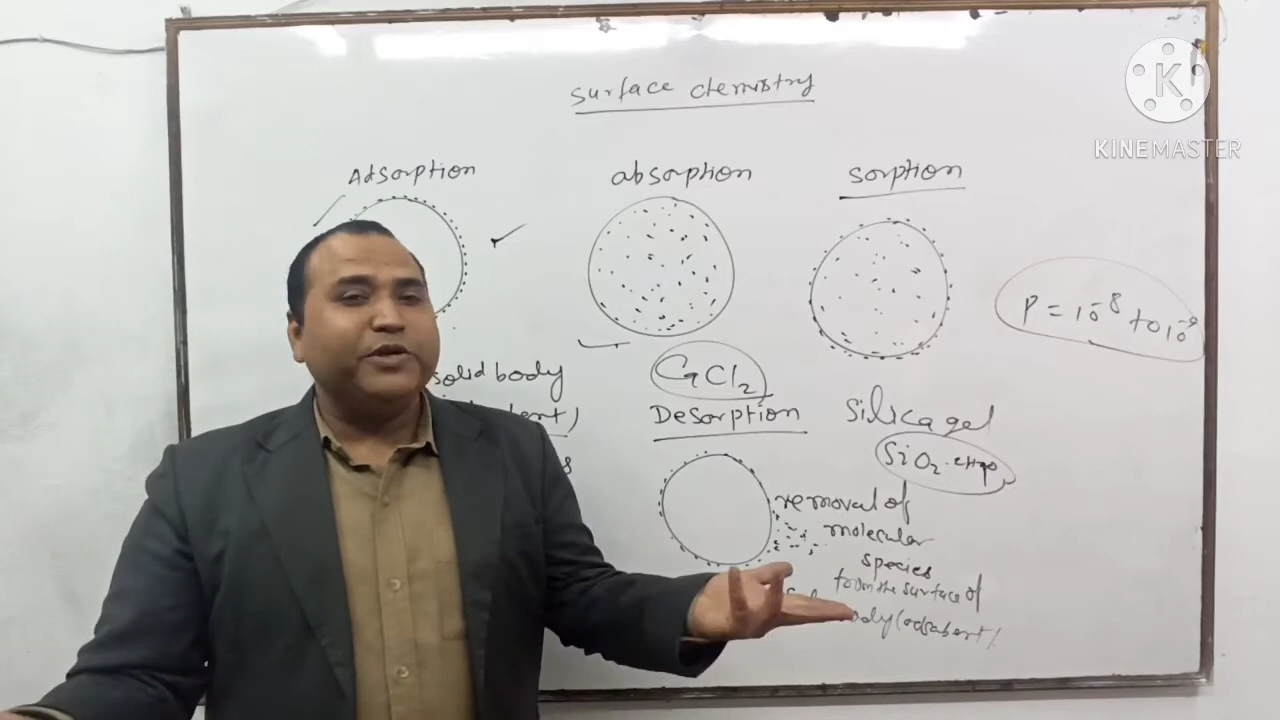 surface chemistry
KINEMASTER
Adsorption
absorption
sorption
P = 10⁻⁸ to 10⁻⁹
solid body
CaCl₂
Desorption
Silica gel
SiO₂
removal of
molecular
species
from the surface of